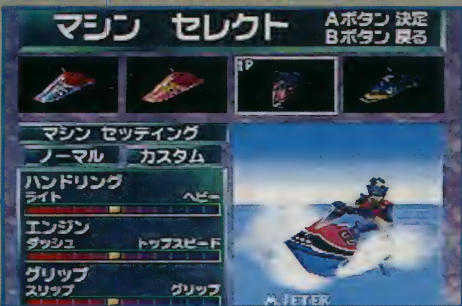 マシン セレクト
Aボタン 決定
Bボタン 戻る
1P
マシン セッティング
ノーマル カスタム
ハンドリング
ライト ヘビー
エンジン
ダッシュ トップスピード
グリップ
スリップ グリップ
M.JETER